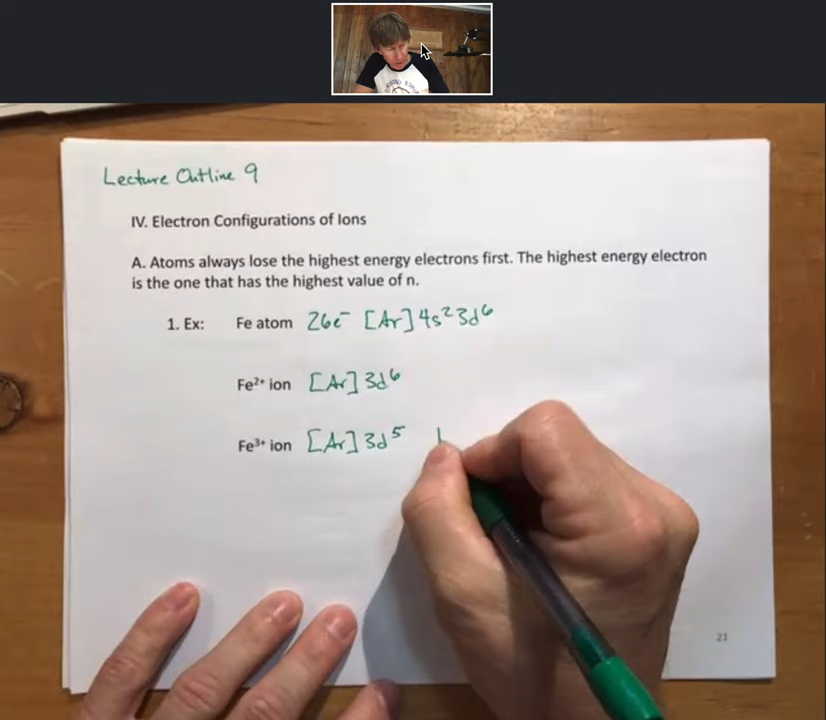 Lecture Outline 9
IV. Electron Configurations of Ions
A. Atoms always lose the highest energy electrons first. The highest energy electron
is the one that has the highest value of n.
1. Ex: Fe atom 26e⁻ [Ar]4s²3d⁶
Fe²⁺ ion [Ar]3d⁶
Fe³⁺ ion [Ar]3d⁵
21